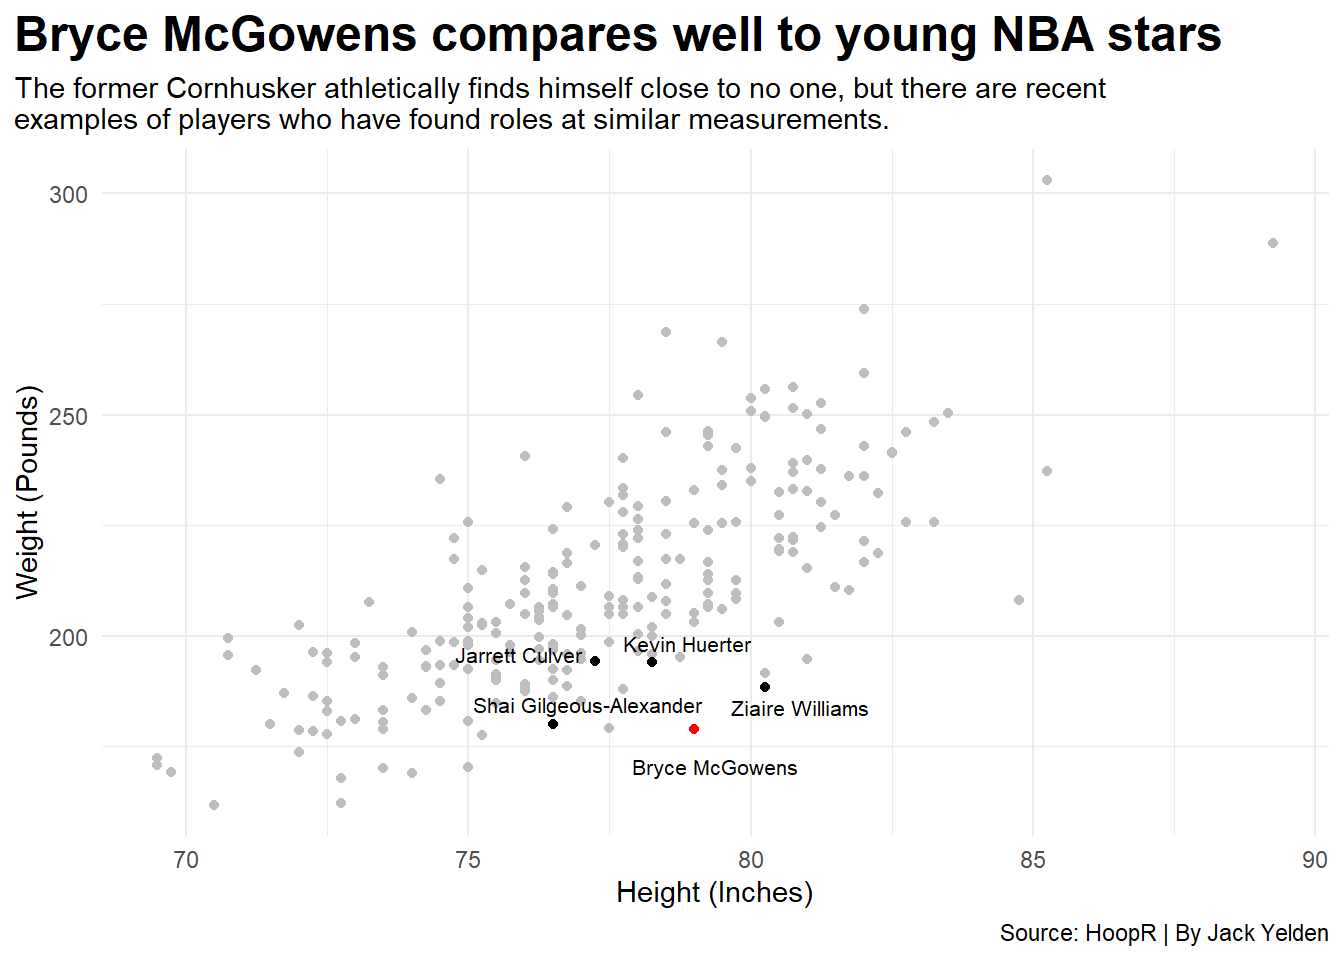 Bryce McGowens compares well to young NBA stars
The former Cornhusker athletically finds himself close to no one, but there are recent
examples of players who have found roles at similar measurements.
300
250
200
Weight (Pounds)
Kevin Huerter
Jarrett Culver
Shai Gilgeous-Alexander
Ziaire Williams
Bryce McGowens
70
75
80
85
90
Height (Inches)
Source: HoopR | By Jack Yelden